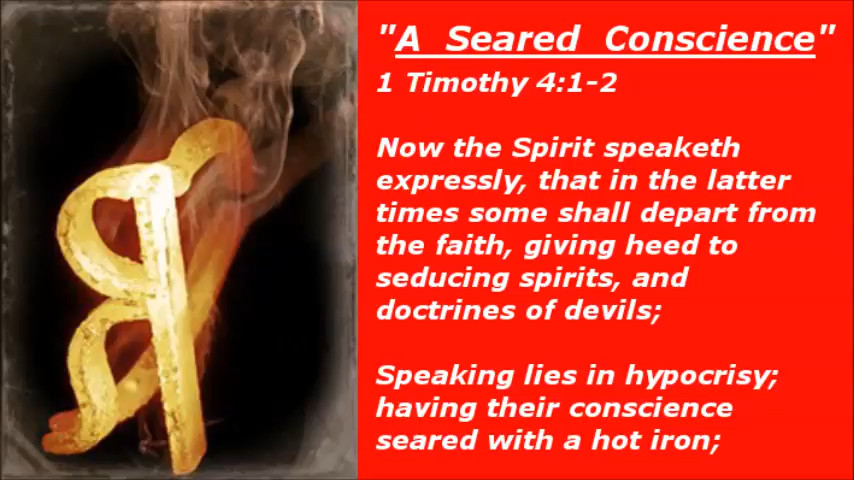 "A Seared Conscience"
1 Timothy 4:1-2
Now the Spirit speaketh
expressly, that in the latter
times some shall depart from
the faith, giving heed to
seducing spirits, and
doctrines of devils;
Speaking lies in hypocrisy;
having their conscience
seared with a hot iron;